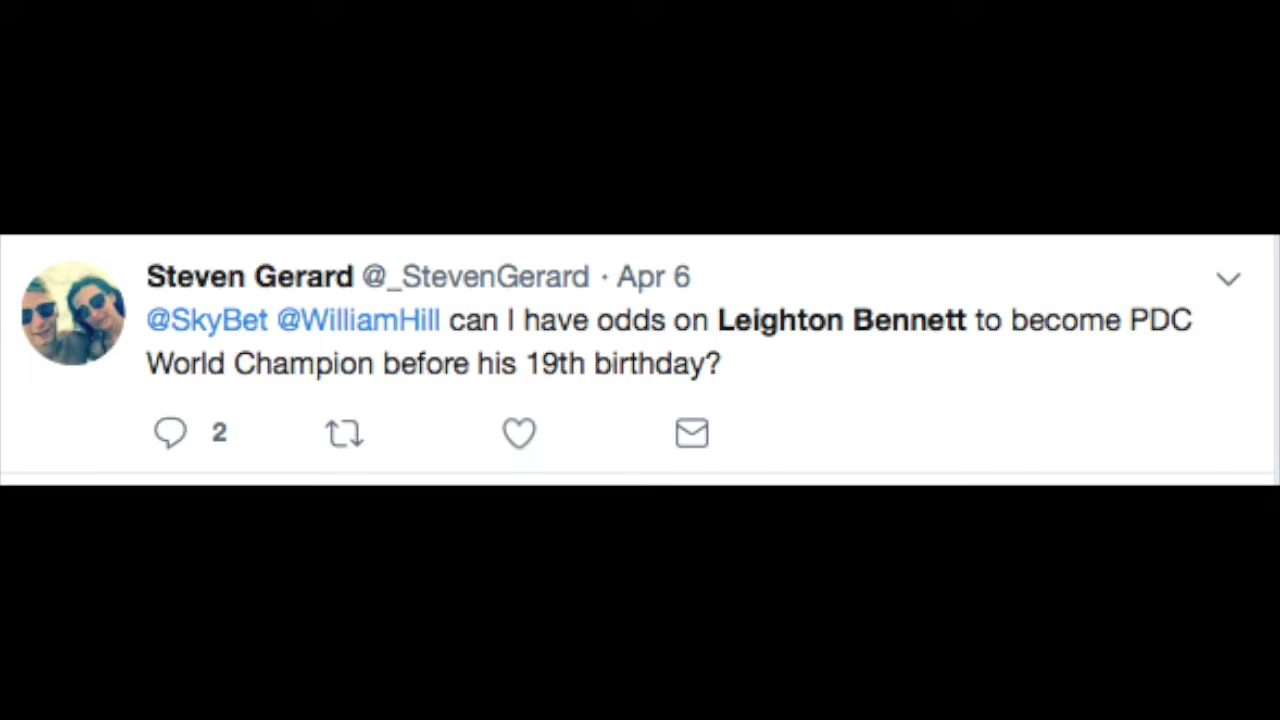 Steven Gerard @_StevenGerard · Apr 6
@SkyBet @WilliamHill can I have odds on Leighton Bennett to become PDC
World Champion before his 19th birthday?
2